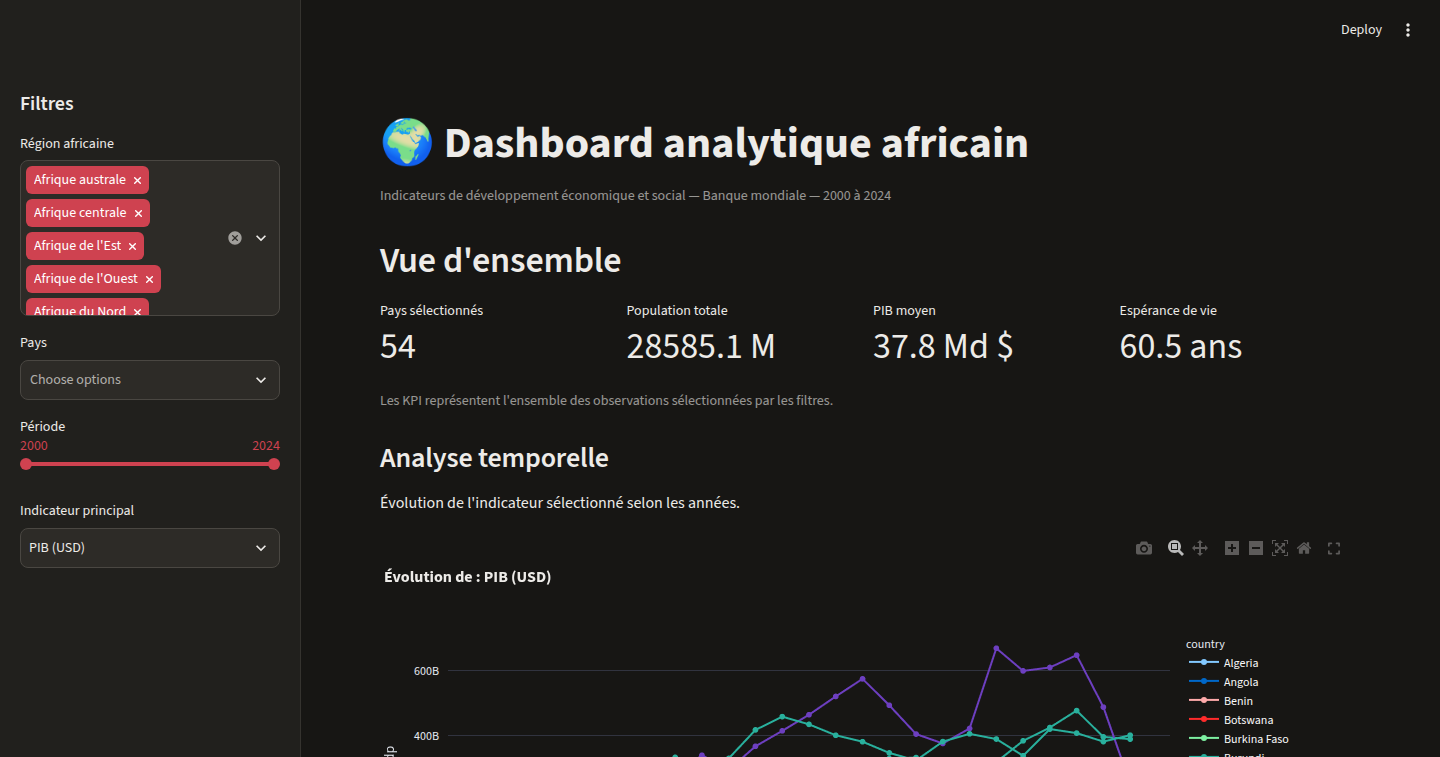 Deploy
Filtres
Région africaine
Afrique australe
Afrique centrale
Afrique de l'Est
Afrique de l'Ouest
Afrique du Nord
Pays
Choose options
Période
2000 2024
Indicateur principal
PIB (USD)
Dashboard analytique africain
Indicateurs de développement économique et social — Banque mondiale — 2000 à 2024
Vue d'ensemble
Pays sélectionnés
54
Population totale
28585.1 M
PIB moyen
37.8 Md $
Espérance de vie
60.5 ans
Les KPI représentent l'ensemble des observations sélectionnées par les filtres.
Analyse temporelle
Évolution de l'indicateur sélectionné selon les années.
Évolution de : PIB (USD)
600B
400B
country
Algeria
Angola
Benin
Botswana
Burkina Faso
Burundi